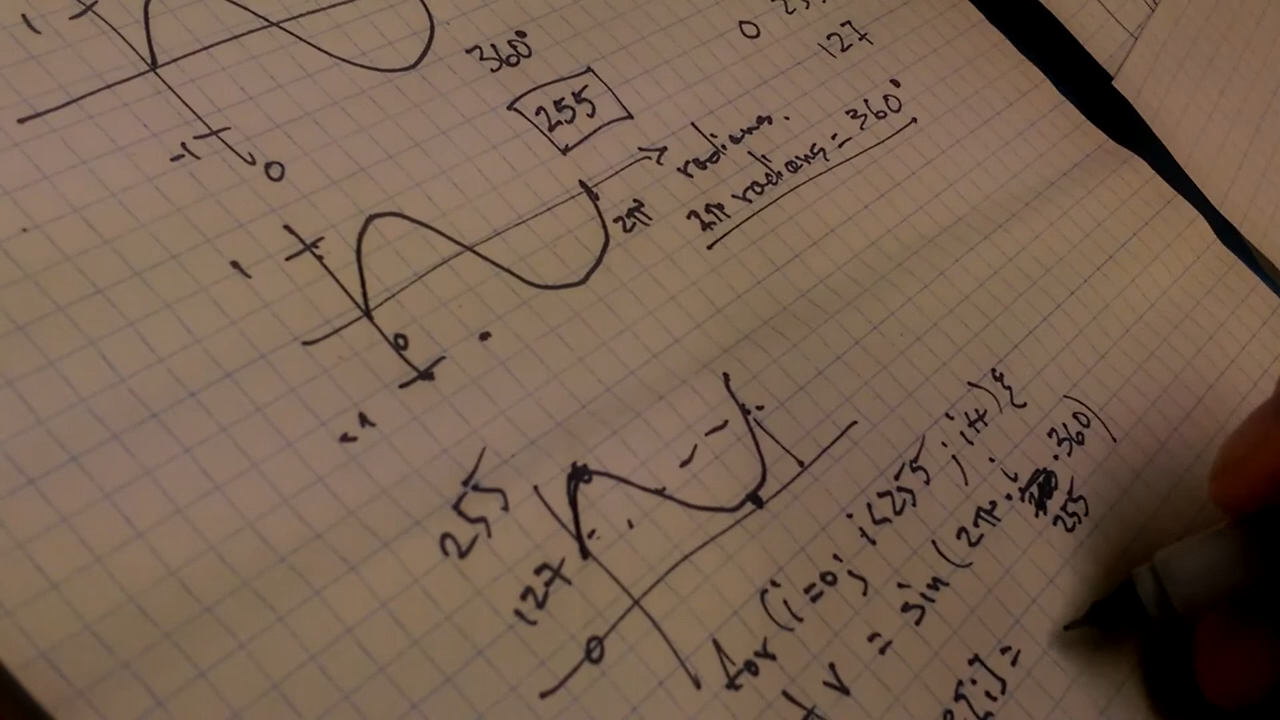 1
360°
0
127
255
-1
0
radians.
2π radians = 360°
2π
1
0
-1
255
127
0
for (i=0; i<255; i++){
v = sin (2π·i·360)
255
[i] =